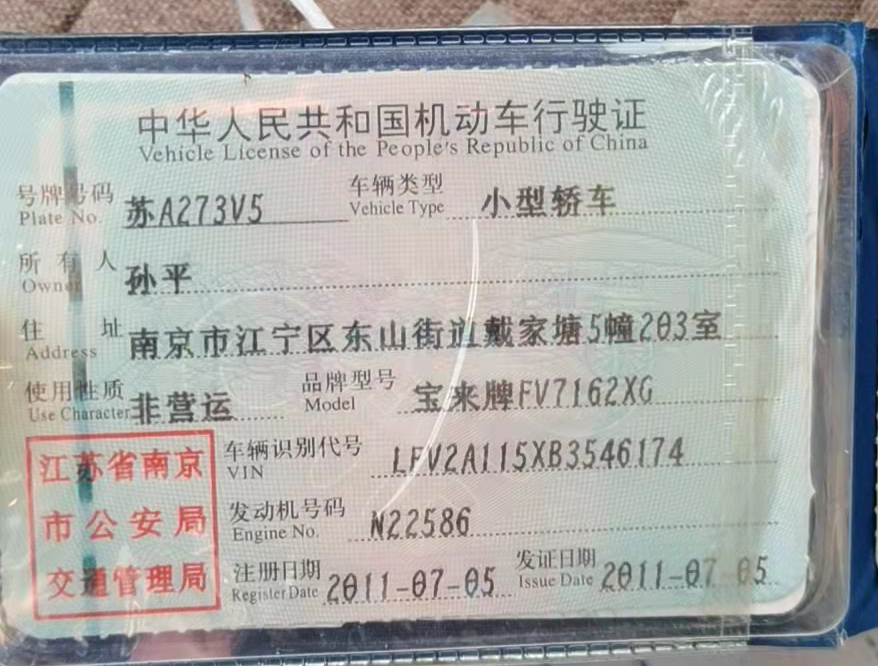 中华人民共和国机动车行驶证
Vehicle License of the People's Republic of China
号牌号码 苏A273V5 车辆类型 小型轿车
Plate No. Vehicle Type
所有人 孙平
Owner
住址 南京市江宁区东山街道戴家塘5幢203室
Address
使用性质 非营运 品牌型号 宝来牌FV7162XG
Use Character Model
江苏省南京
市公安局
交通管理局
车辆识别代号 LFV2A115XB3546174
VIN
发动机号码 N22586
Engine No.
注册日期 2011-07-05 发证日期 2011-07-05
Register Date Issue Date